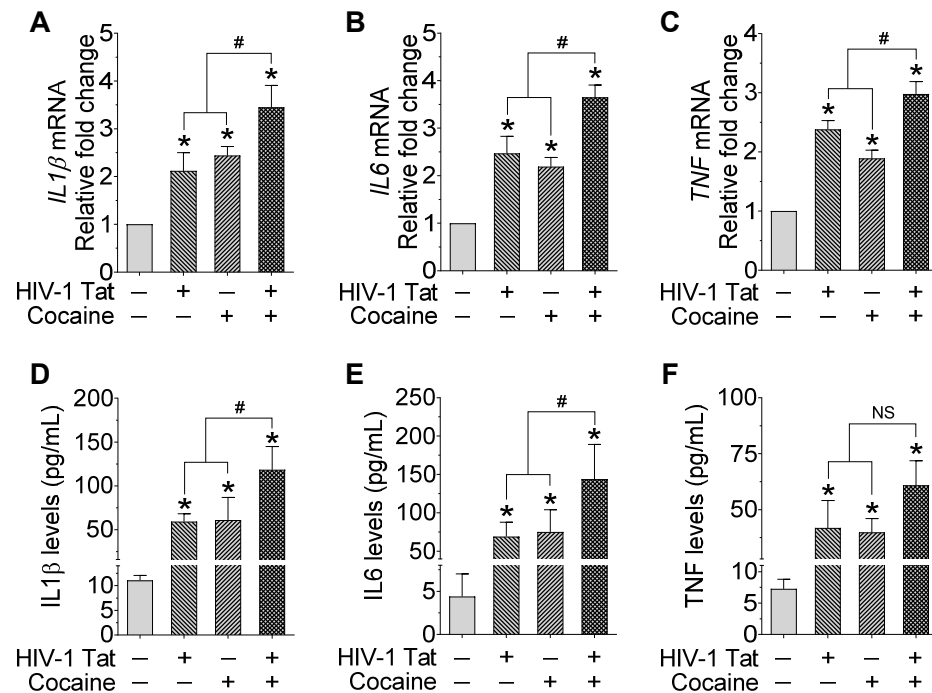 A
IL1β mRNA
Relative fold change
5
4
3
2
1
0
#
* * *
HIV-1 Tat − + − +
Cocaine − − + +
B
IL6 mRNA
Relative fold change
5
4
3
2
1
0
#
* * *
HIV-1 Tat − + − +
Cocaine − − + +
C
TNF mRNA
Relative fold change
4
3
2
1
0
#
* * *
HIV-1 Tat − + − +
Cocaine − − + +
D
IL1β levels (pg/mL)
200
150
100
50
10
5
0
#
* * *
HIV-1 Tat − + − +
Cocaine − − + +
E
IL6 levels (pg/mL)
250
200
150
100
50
5
0
#
* * *
HIV-1 Tat − + − +
Cocaine − − + +
F
TNF levels (pg/mL)
100
75
50
10
5
0
NS
* * *
HIV-1 Tat − + − +
Cocaine − − + +